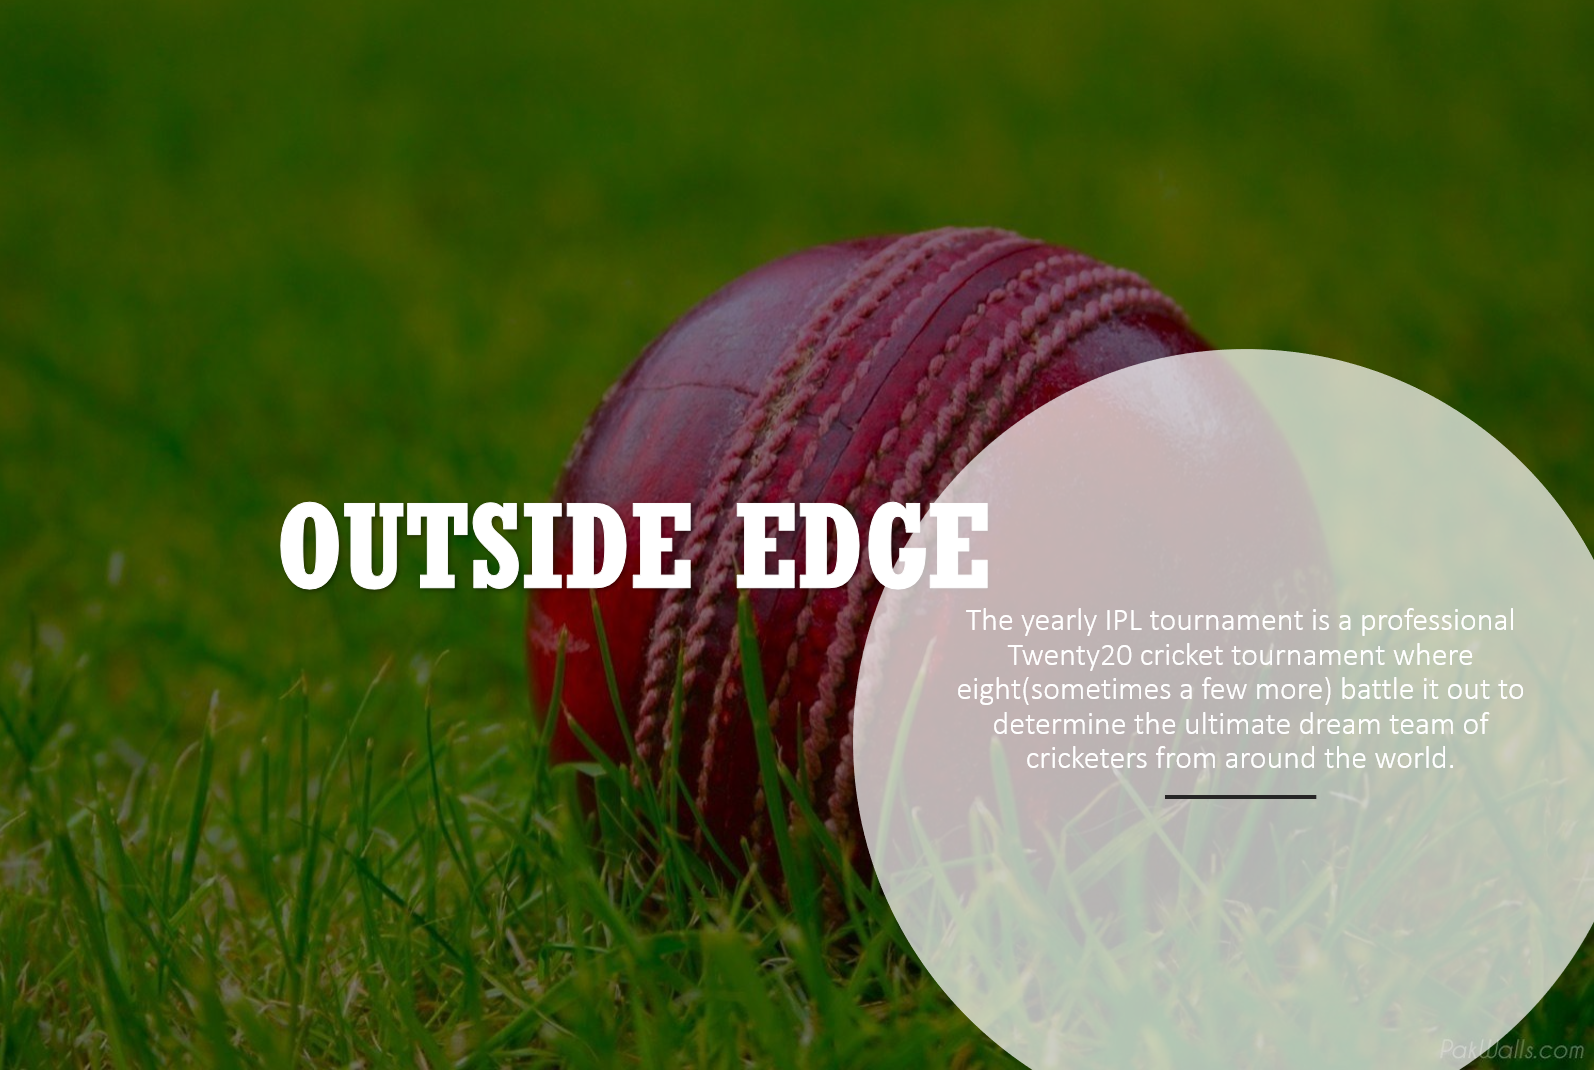 OUTSIDE EDGE
The yearly IPL tournament is a professional
Twenty20 cricket tournament where
eight(sometimes a few more) battle it out to
determine the ultimate dream team of
cricketers from around the world.
PakWalls.com